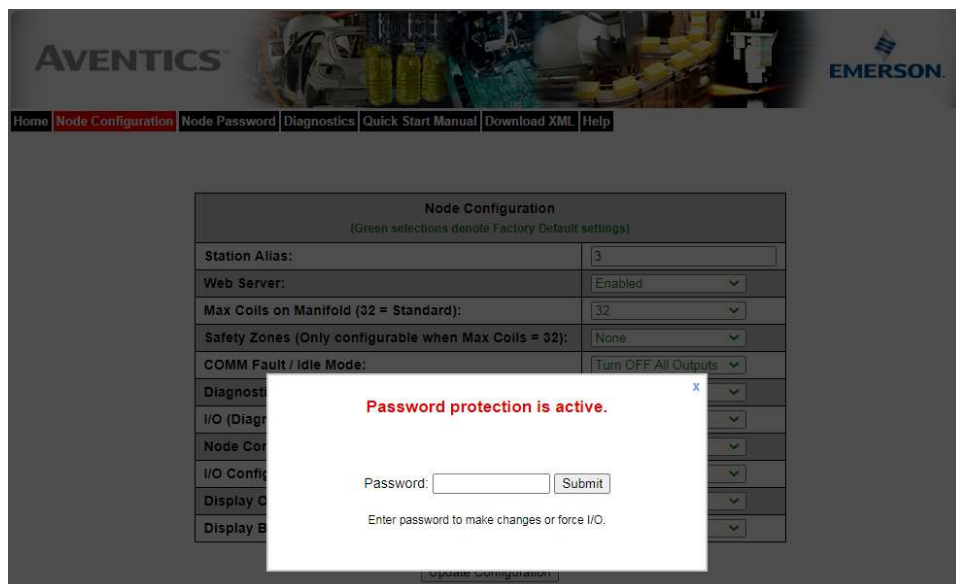 AVENTICS™
EMERSON.
Home Node Configuration Node Password Diagnostics Quick Start Manual Download XML Help
Node Configuration
(Green selections denote Factory Default settings)
Station Alias: 3
Web Server: Enabled
Max Coils on Manifold (32 = Standard): 32
Safety Zones (Only configurable when Max Coils = 32): None
COMM Fault / Idle Mode: Turn OFF All Outputs
Diagnosti
x
Password protection is active.
I/O (Diagr
Node Cor
I/O Config
Password: Submit
Display C
Enter password to make changes or force I/O.
Display B
Update Configuration